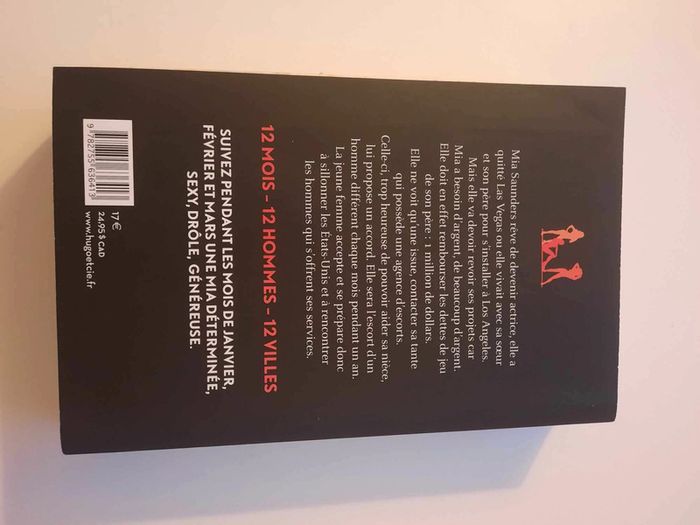 Mia Saunders rêve de devenir actrice, elle a
quitté Las Vegas ou elle vivait avec sa sœur
et son père pour s'installer à Los Angeles.
Mais elle va devoir revoir ses projets car
Mia a besoin d'argent, de beaucoup d'argent.
Elle doit en effet rembourser les dettes de jeu
de son père : 1 million de dollars.
Elle ne voit qu'une issue, contacter sa tante
qui possède une agence d'escorts.
Celle-ci, trop heureuse de pouvoir aider sa nièce,
lui propose un accord. Elle sera l'escort d'un
homme différent chaque mois pendant un an.
La jeune femme accepte et se prépare donc
à sillonner les États-Unis et à rencontrer
les hommes qui s'offrent ses services.
12 MOIS – 12 HOMMES – 12 VILLES
SUIVEZ PENDANT LES MOIS DE JANVIER,
FÉVRIER ET MARS UNE MIA DÉTERMINÉE,
SEXY, DRÔLE, GÉNÉREUSE.
9 782755 636413
17 €
24,95 $ CAD
www.hugoetcie.fr